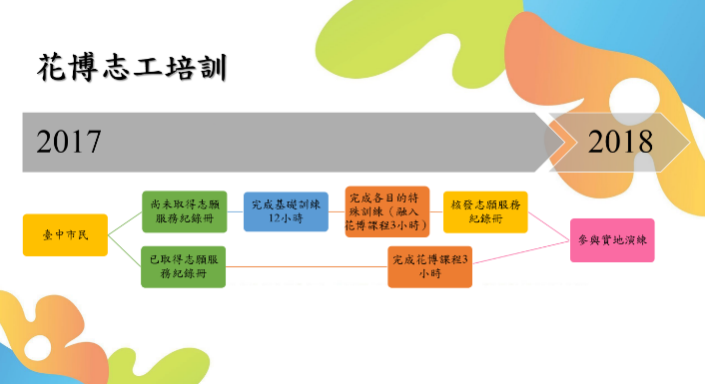 花博志工培訓
2017
2018
臺中市民
尚未取得志願
服務紀錄冊
完成基礎訓練
12小時
完成各目的特
殊訓練（融入
花博課程3小時）
核發志願服務
紀錄冊
已取得志願服
務紀錄冊
完成花博課程3
小時
參與實地演練